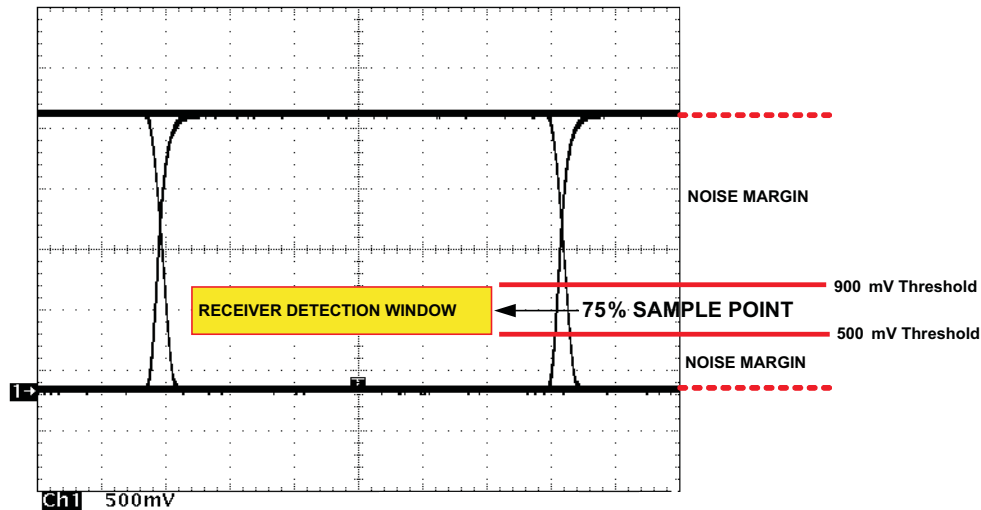 NOISE MARGIN
900 mV Threshold
RECEIVER DETECTION WINDOW
75% SAMPLE POINT
500 mV Threshold
NOISE MARGIN
T
1→
Ch1 500mV